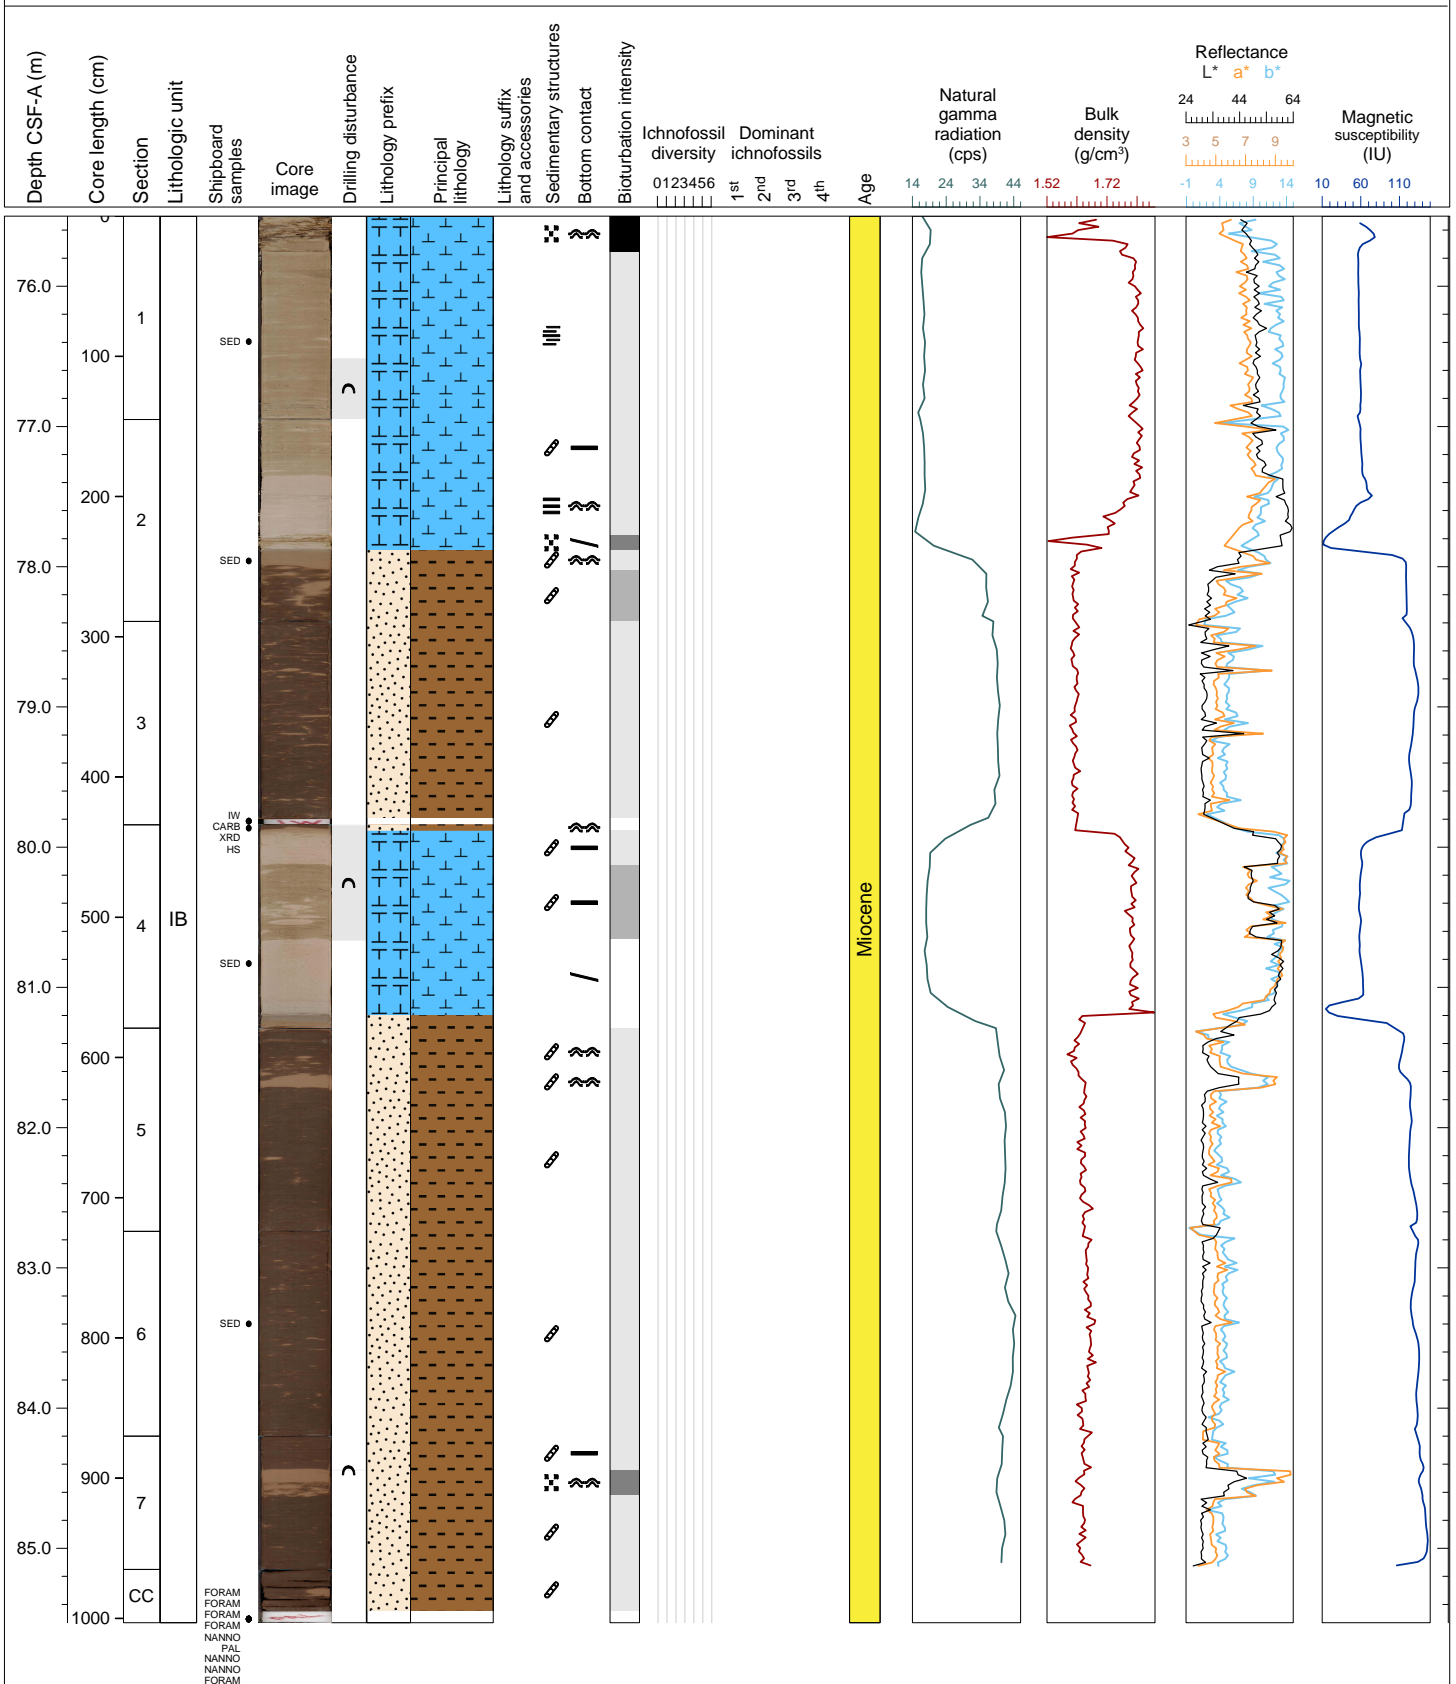 Depth CSF-A (m)
Core length (cm)
Section
Lithologic unit
Shipboard
samples
Core
image
Drilling disturbance
Lithology prefix
Principal
lithology
Lithology suffix
and accessories
Sedimentary structures
Bottom contact
Bioturbation intensity
Ichnofossil
diversity
0123456
Dominant
ichnofossils
1st
2nd
3rd
4th
Age
Natural
gamma
radiation
(cps)
14 24 34 44
Bulk
density
(g/cm³)
1.52 1.72
Reflectance
L* a* b*
24 44 64
3 5 7 9
-1 4 9 14
Magnetic
susceptibility
(IU)
10 60 110
0
76.0
1
SED
100
77.0
200
2
SED
78.0
300
79.0
3
400
IW
CARB
XRD
HS
80.0
Miocene
500
4
IB
SED
81.0
600
82.0
5
700
83.0
SED
6
800
84.0
900
7
85.0
CC
FORAM
FORAM
FORAM
1000
FORAM
NANNO
PAL
NANNO
NANNO
FORAM